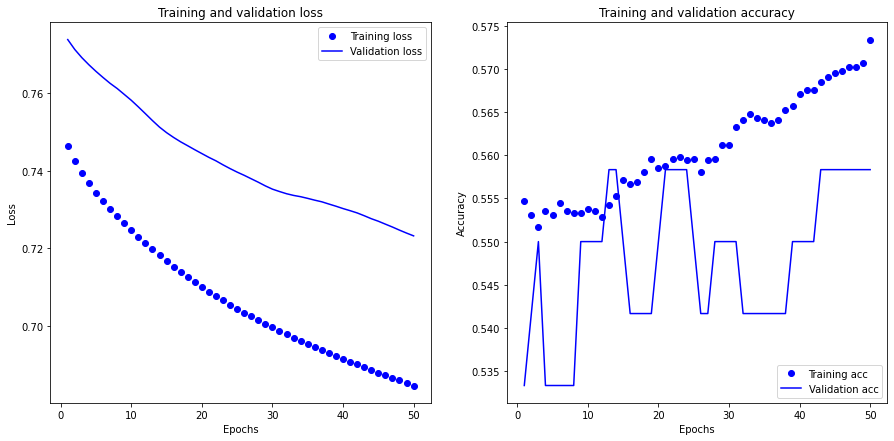 Training and validation loss
Training loss
Validation loss
0.76
0.74
0.72
0.70
Loss
0 10 20 30 40 50
Epochs
Training and validation accuracy
0.575
0.570
0.565
0.560
0.555
0.550
0.545
0.540
0.535
Accuracy
Training acc
Validation acc
0 10 20 30 40 50
Epochs